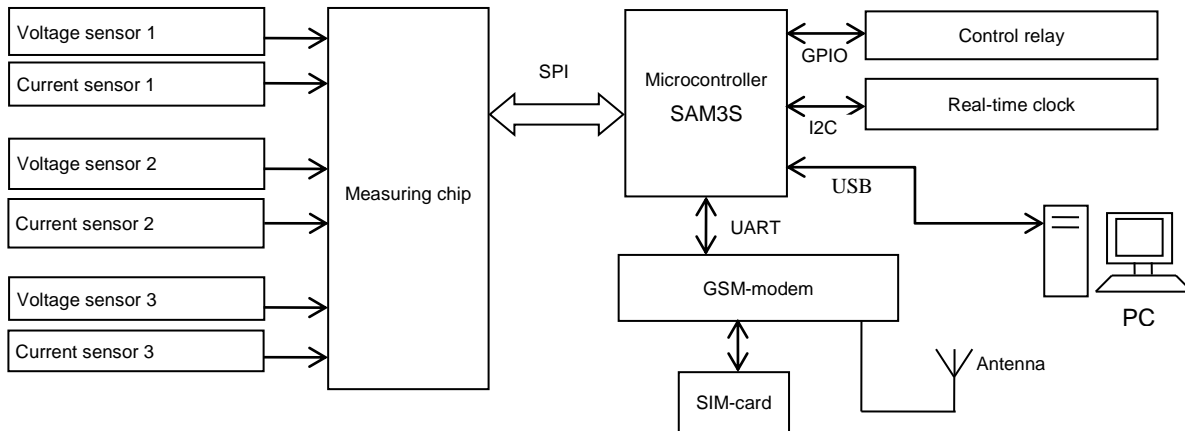 Voltage sensor 1
Current sensor 1
Voltage sensor 2
Current sensor 2
Voltage sensor 3
Current sensor 3
Measuring chip
SPI
Microcontroller
SAM3S
GPIO
Control relay
I2C
Real-time clock
USB
PC
UART
GSM-modem
SIM-card
Antenna